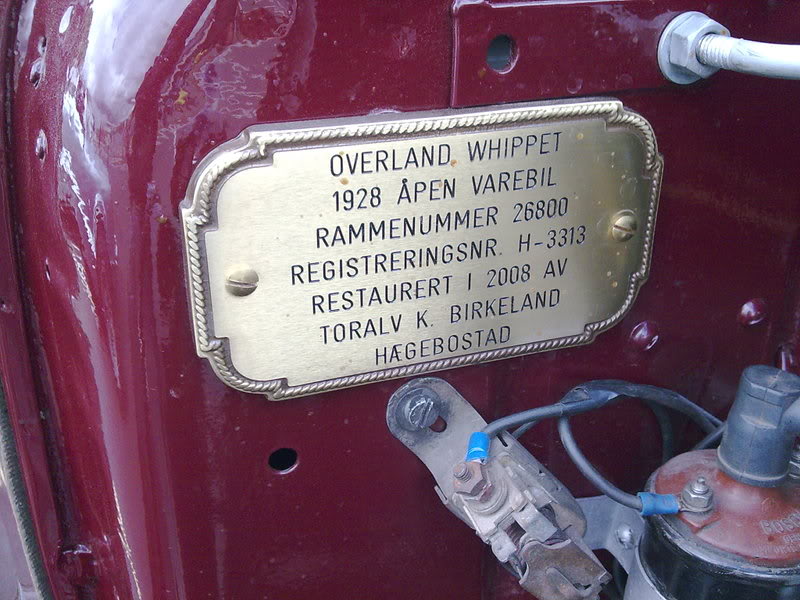 OVERLAND WHIPPET
1928 ÅPEN VAREBIL
RAMMENUMMER 26800
REGISTRERINGSNR. H-3313
RESTAURERT I 2008 AV
TORALV K. BIRKELAND
HÆGEBOSTAD